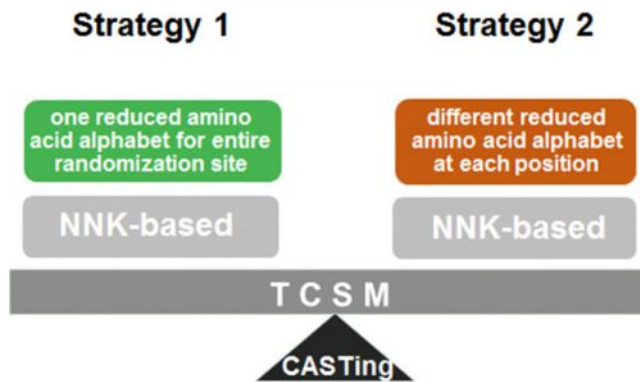 Strategy 1
Strategy 2
one reduced amino
acid alphabet for entire
randomization site
different reduced
amino acid alphabet
at each position
NNK-based
NNK-based
TCSM
CASTing